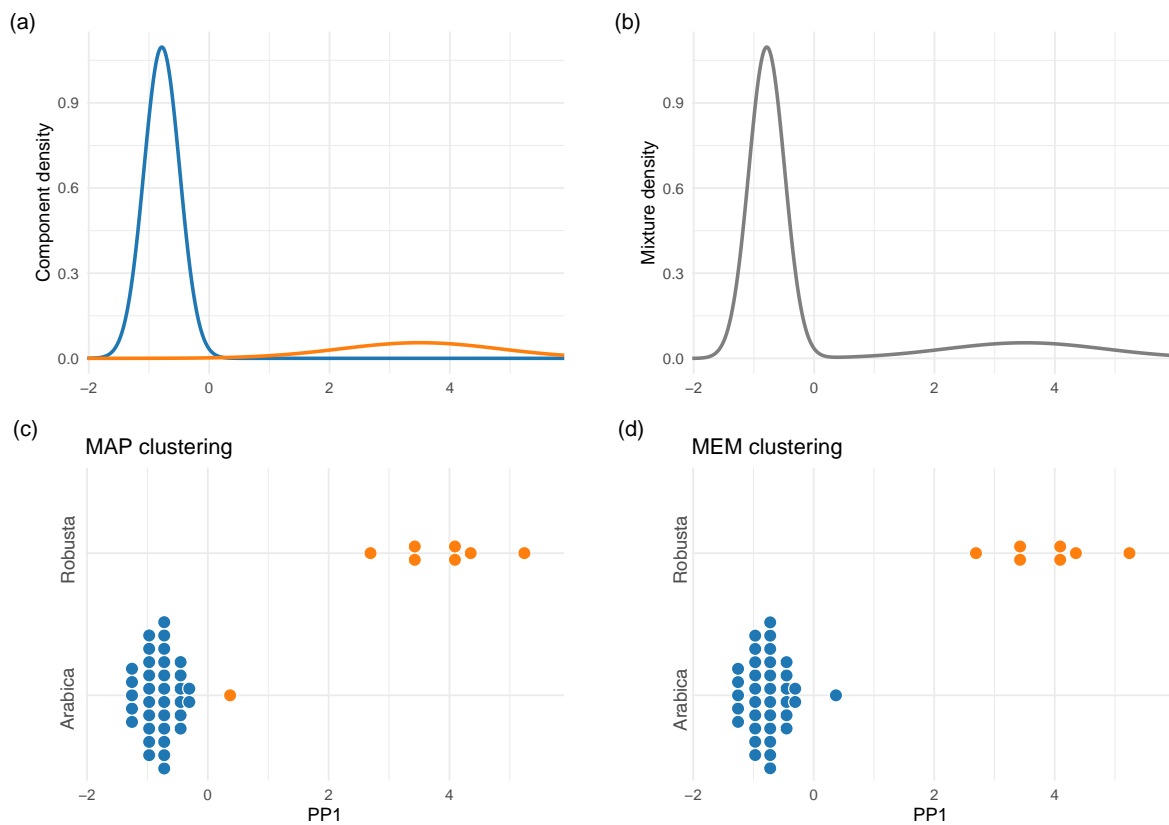 (a)
Component density
0.9
0.6
0.3
0.0
−2 0 2 4
(b)
Mixture density
0.9
0.6
0.3
0.0
−2 0 2 4
(c)
MAP clustering
Robusta
Arabica
−2 0 2 4
PP1
(d)
MEM clustering
Robusta
Arabica
−2 0 2 4
PP1